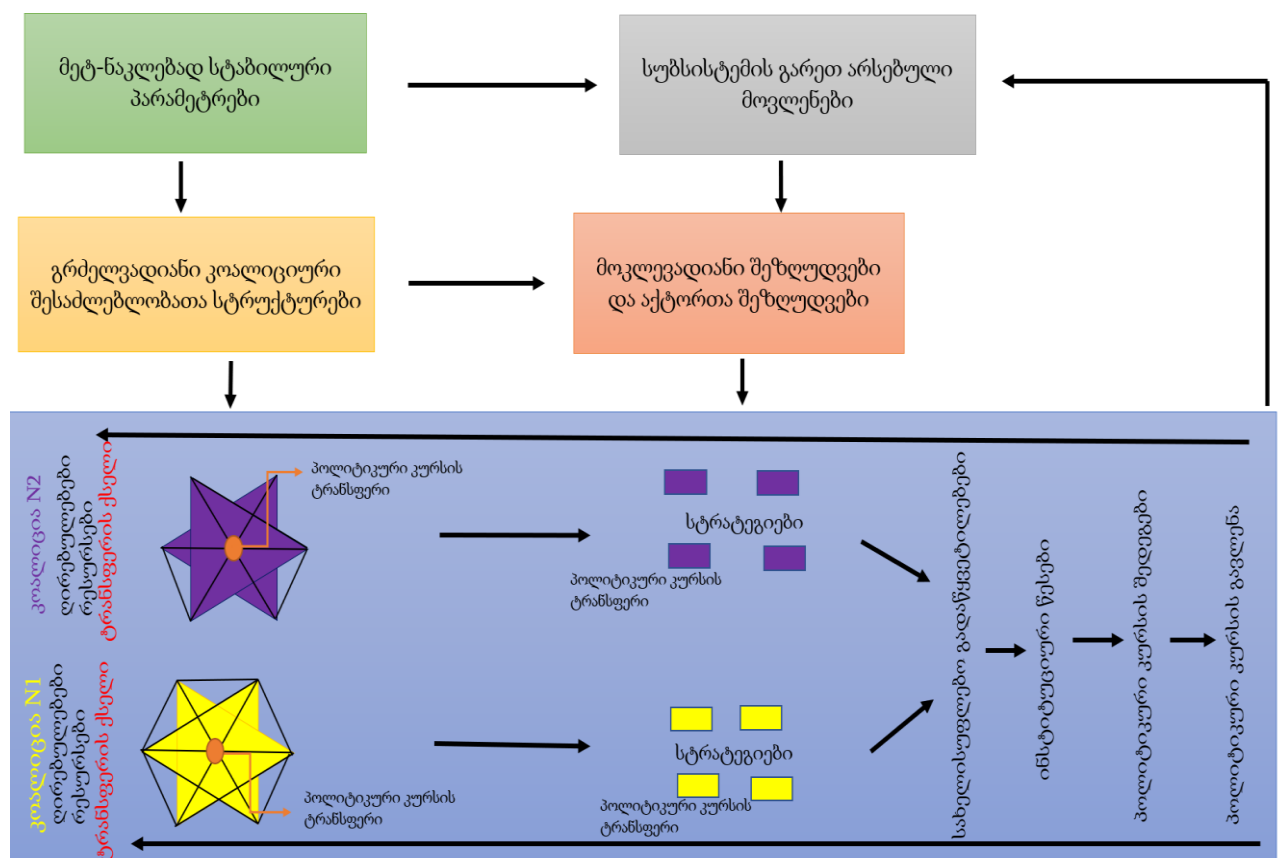 მეტ-ნაკლებად სტაბილური
პარამეტრები
სუბსისტემის გარეთ არსებული
მოვლენები
გრძელვადიანი კოალიციური
შესაძლებლობათა სტრუქტურები
მოკლევადიანი შეზღუდვები
და აქტორთა შეზღუდვები
კოალიცია N2
ღირებულებები
რესურსები
ტრანსფერის ქსელი
პოლიტიკური კურსის
ტრანსფერი
სტრატეგიები
პოლიტიკური კურსის
ტრანსფერი
კოალიცია N1
ღირებულებები
რესურსები
ტრანსფერის ქსელი
პოლიტიკური კურსის
ტრანსფერი
სტრატეგიები
პოლიტიკური კურსის
ტრანსფერი
სახელისუფლებო გადაწყვეტილებები
ინსტიტუციური წესები
პოლიტიკური კურსის შედეგები
პოლიტიკური კურსის გავლენა